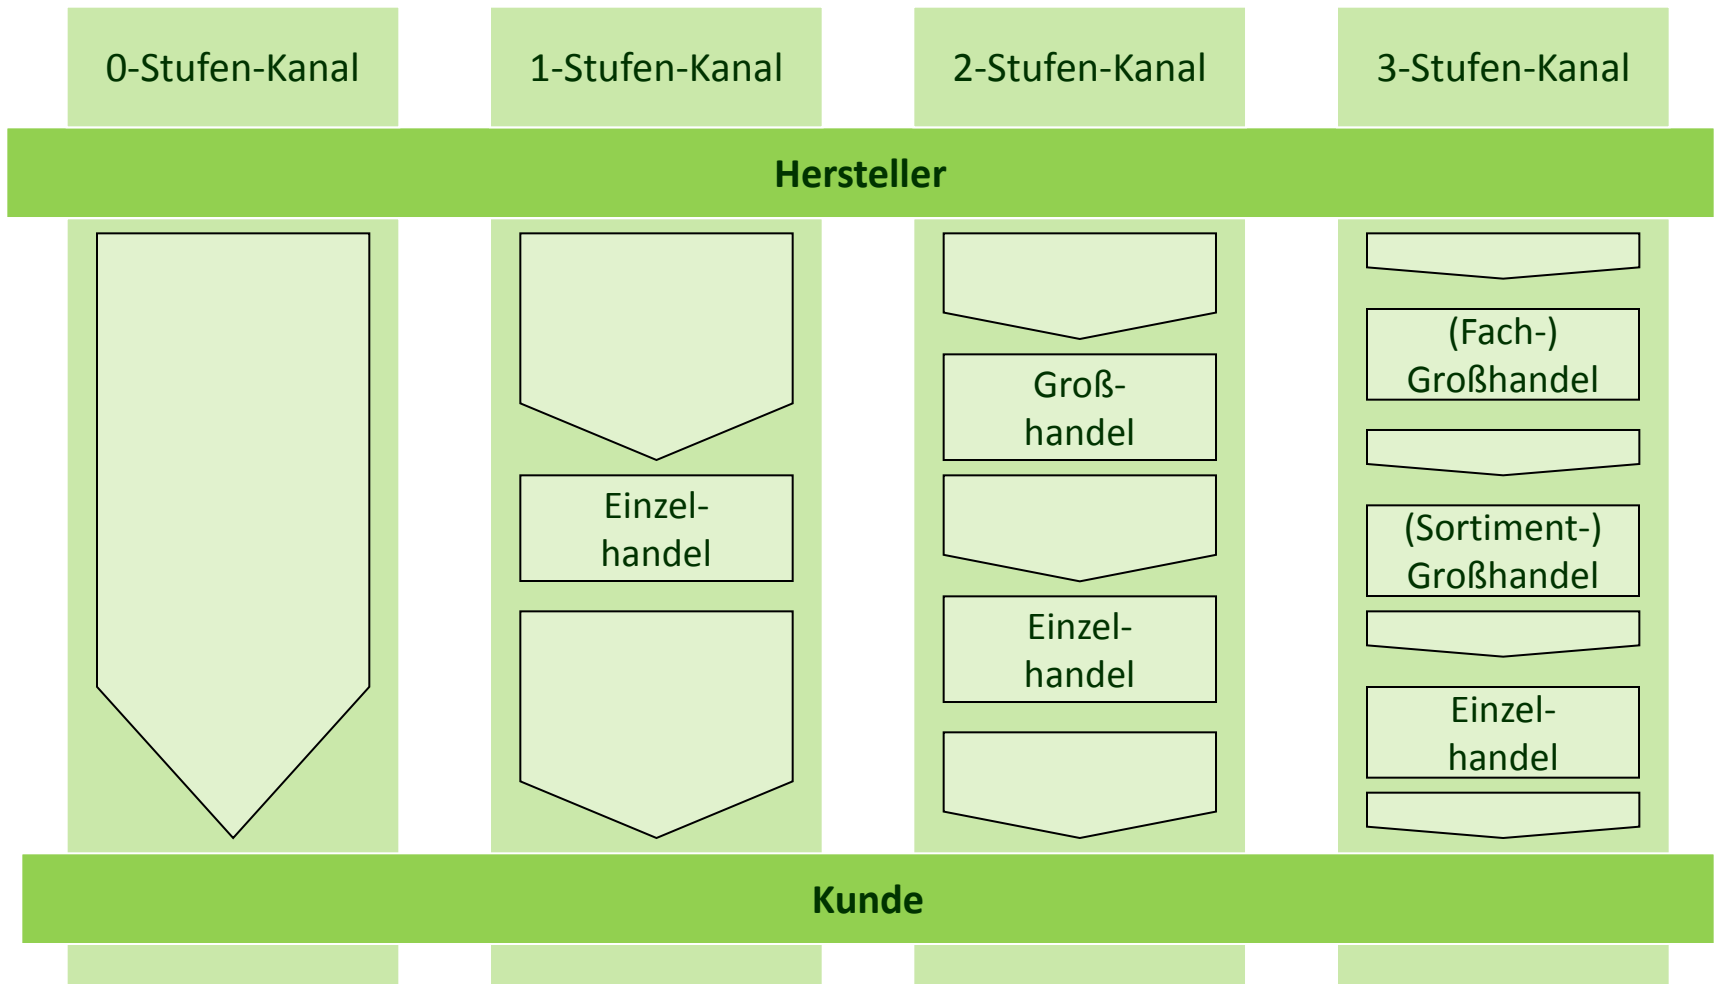 0-Stufen-Kanal
1-Stufen-Kanal
2-Stufen-Kanal
3-Stufen-Kanal
Hersteller
Einzel-
handel
Groß-
handel
Einzel-
handel
(Fach-)
Großhandel
(Sortiment-)
Großhandel
Einzel-
handel
Kunde